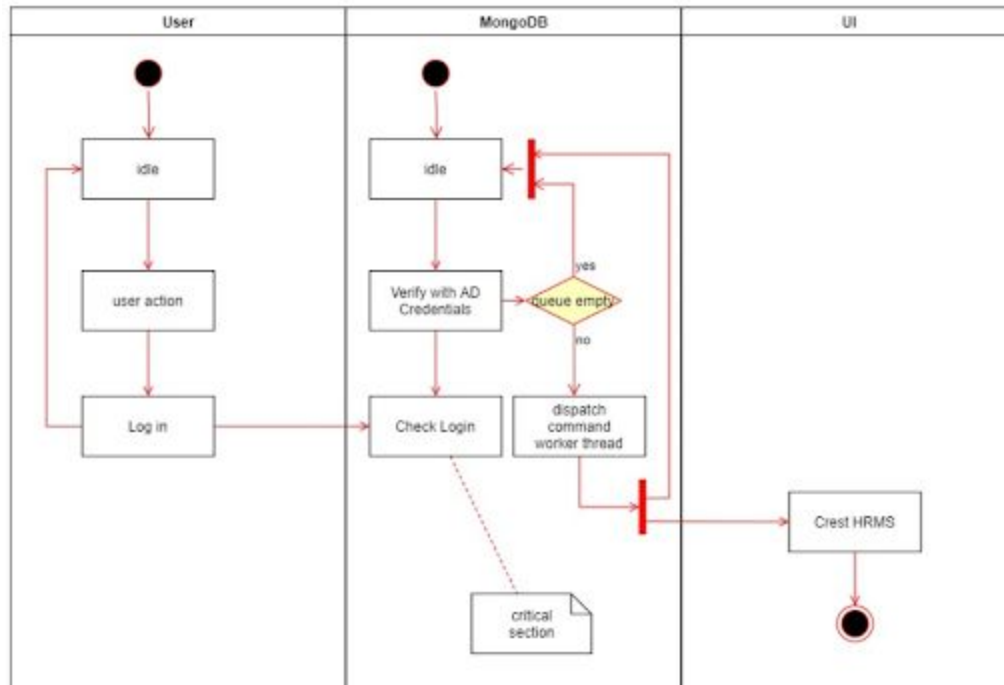 User
MongoDB
UI
idle
idle
yes
user action
Verify with AD
Credentials
queue empty
no
Log in
Check Login
dispatch
command
worker thread
Crest HRMS
critical
section